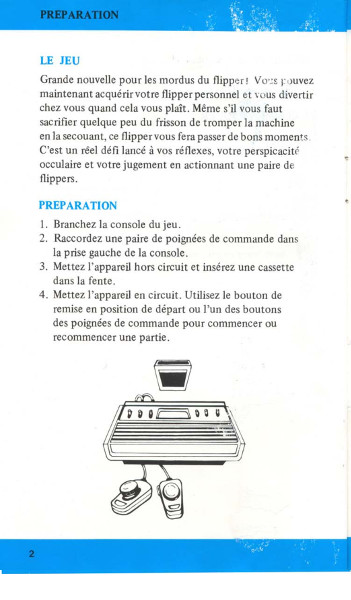 PREPARATION
LE JEU
Grande nouvelle pour les mordus du flipper! Vous pouvez
maintenant acquérir votre flipper personnel et vous divertir
chez vous quand cela vous plaît. Même s'il vous faut
sacrifier quelque peu du frisson de tromper la machine
en la secouant, ce flipper vous fera passer de bons moments.
C'est un réel défi lancé à vos réflexes, votre perspicacité
occulaire et votre jugement en actionnant une paire de
flippers.
PREPARATION
1. Branchez la console du jeu.
2. Raccordez une paire de poignées de commande dans
la prise gauche de la console.
3. Mettez l'appareil hors circuit et insérez une cassette
dans la fente.
4. Mettez l'appareil en circuit. Utilisez le bouton de
remise en position de départ ou l'un des boutons
des poignées de commande pour commencer ou
recommencer une partie.
2